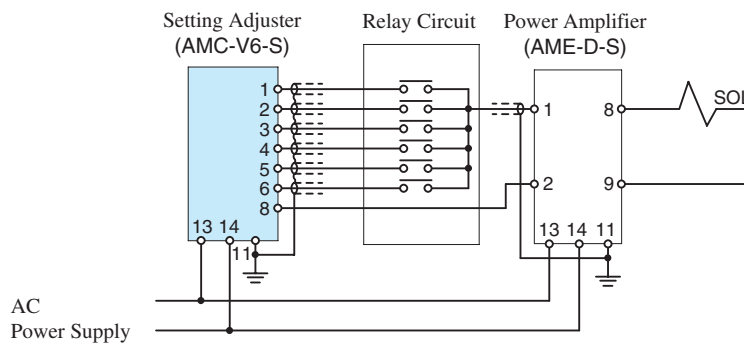 Setting Adjuster
(AMC-V6-S)
Relay Circuit
Power Amplifier
(AME-D-S)
1
2
3
4
5
6
8
13 14
11
1
2
8
9
SOL
13 14 11
AC
Power Supply